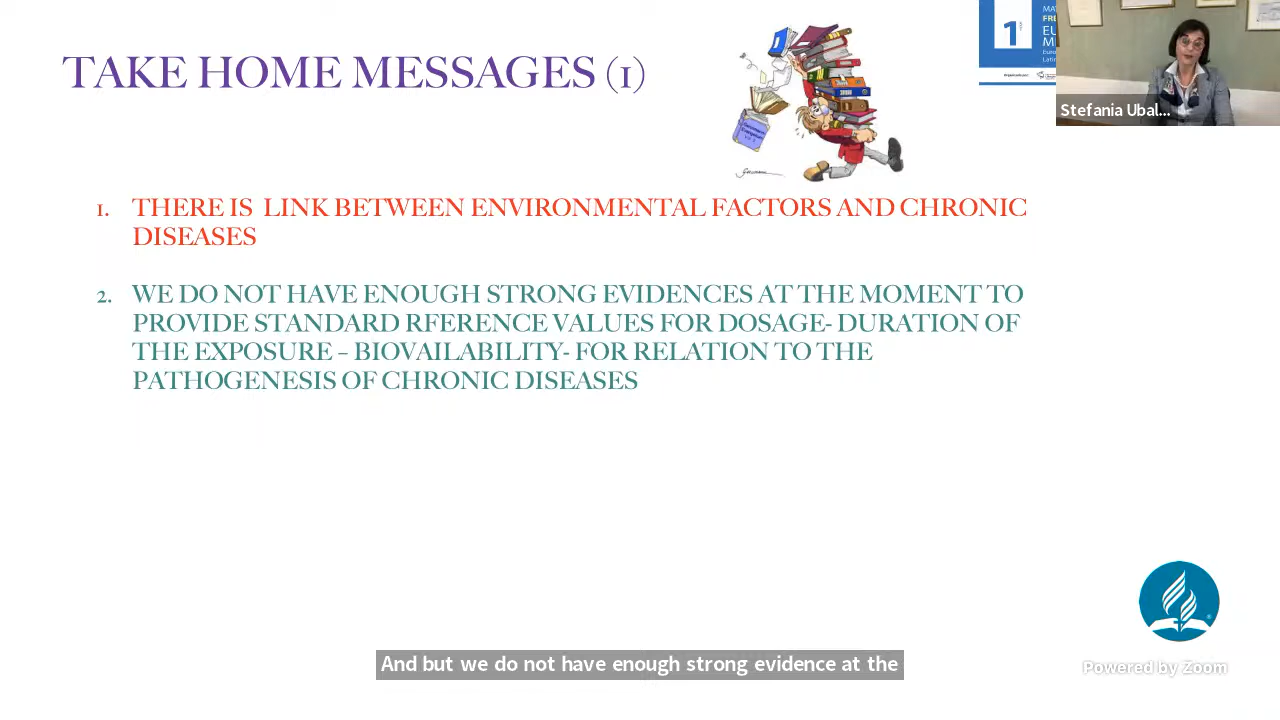 TAKE HOME MESSAGES (1)
1
Stefania Ubal...
1. THERE IS LINK BETWEEN ENVIRONMENTAL FACTORS AND CHRONIC
DISEASES
2. WE DO NOT HAVE ENOUGH STRONG EVIDENCES AT THE MOMENT TO
PROVIDE STANDARD RFERENCE VALUES FOR DOSAGE- DURATION OF
THE EXPOSURE – BIOVAILABILITY- FOR RELATION TO THE
PATHOGENESIS OF CHRONIC DISEASES
And but we do not have enough strong evidence at the
Powered by Zoom